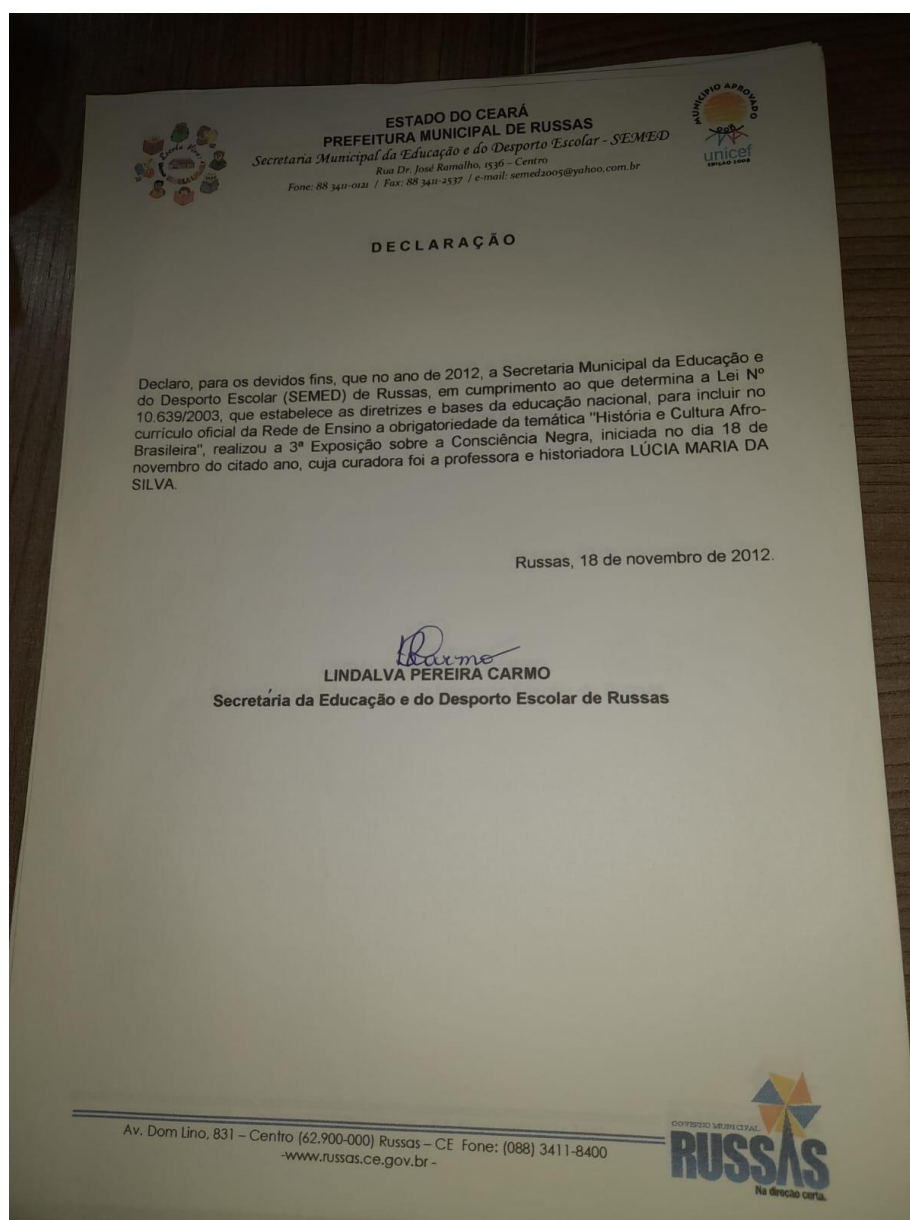 ESTADO DO CEARÁ
PREFEITURA MUNICIPAL DE RUSSAS
Secretaria Municipal da Educação e do Desporto Escolar - SEMED
Rua Dr. José Ramalho, 1536 – Centro
Fone: 88 3411-0121 / Fax: 88 3411-2537 / e-mail: semed2005@yahoo.com.br
MUNICÍPIO APROVADO
unicef
EDIÇÃO 2008
DECLARAÇÃO
Declaro, para os devidos fins, que no ano de 2012, a Secretaria Municipal da Educação e
do Desporto Escolar (SEMED) de Russas, em cumprimento ao que determina a Lei Nº
10.639/2003, que estabelece as diretrizes e bases da educação nacional, para incluir no
currículo oficial da Rede de Ensino a obrigatoriedade da temática "História e Cultura Afro-
Brasileira", realizou a 3ª Exposição sobre a Consciência Negra, iniciada no dia 18 de
novembro do citado ano, cuja curadora foi a professora e historiadora LÚCIA MARIA DA
SILVA.
Russas, 18 de novembro de 2012.
LCarmo
LINDALVA PEREIRA CARMO
Secretária da Educação e do Desporto Escolar de Russas
Av. Dom Lino, 831 – Centro (62.900-000) Russas – CE Fone: (088) 3411-8400
-www.russas.ce.gov.br -
GOVERNO MUNICIPAL
RUSSAS
Na direção certa.